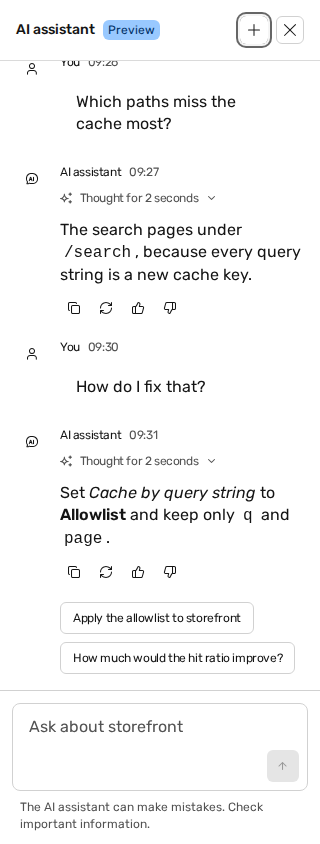 AI assistant Preview
You 09:26
Which paths miss the
cache most?
AI assistant 09:27
Thought for 2 seconds
The search pages under
/search, because every query
string is a new cache key.
You 09:30
How do I fix that?
AI assistant 09:31
Thought for 2 seconds
Set Cache by query string to
Allowlist and keep only q and
page.
Apply the allowlist to storefront
How much would the hit ratio improve?
Ask about storefront
The AI assistant can make mistakes. Check
important information.